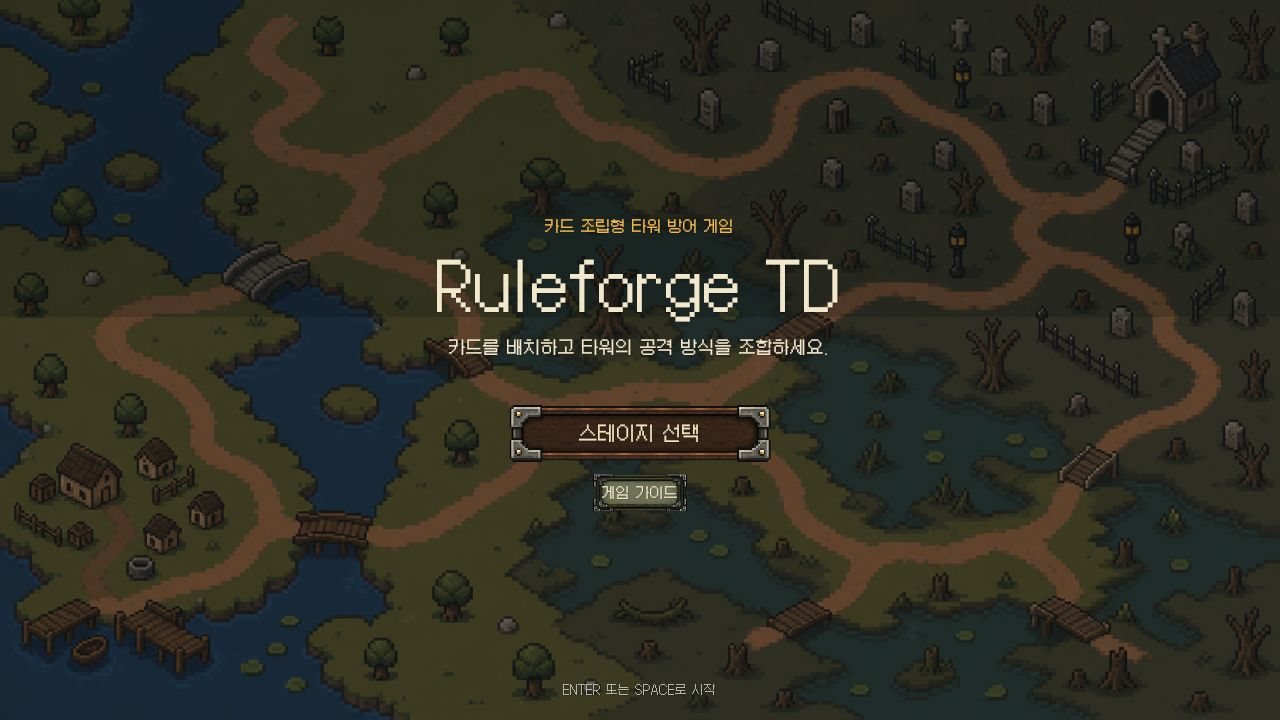 카드 조립형 타워 방어 게임
Ruleforge TD
카드를 배치하고 타워의 공격 방식을 조합하세요.
스테이지 선택
게임 가이드
ENTER 또는 SPACE로 시작